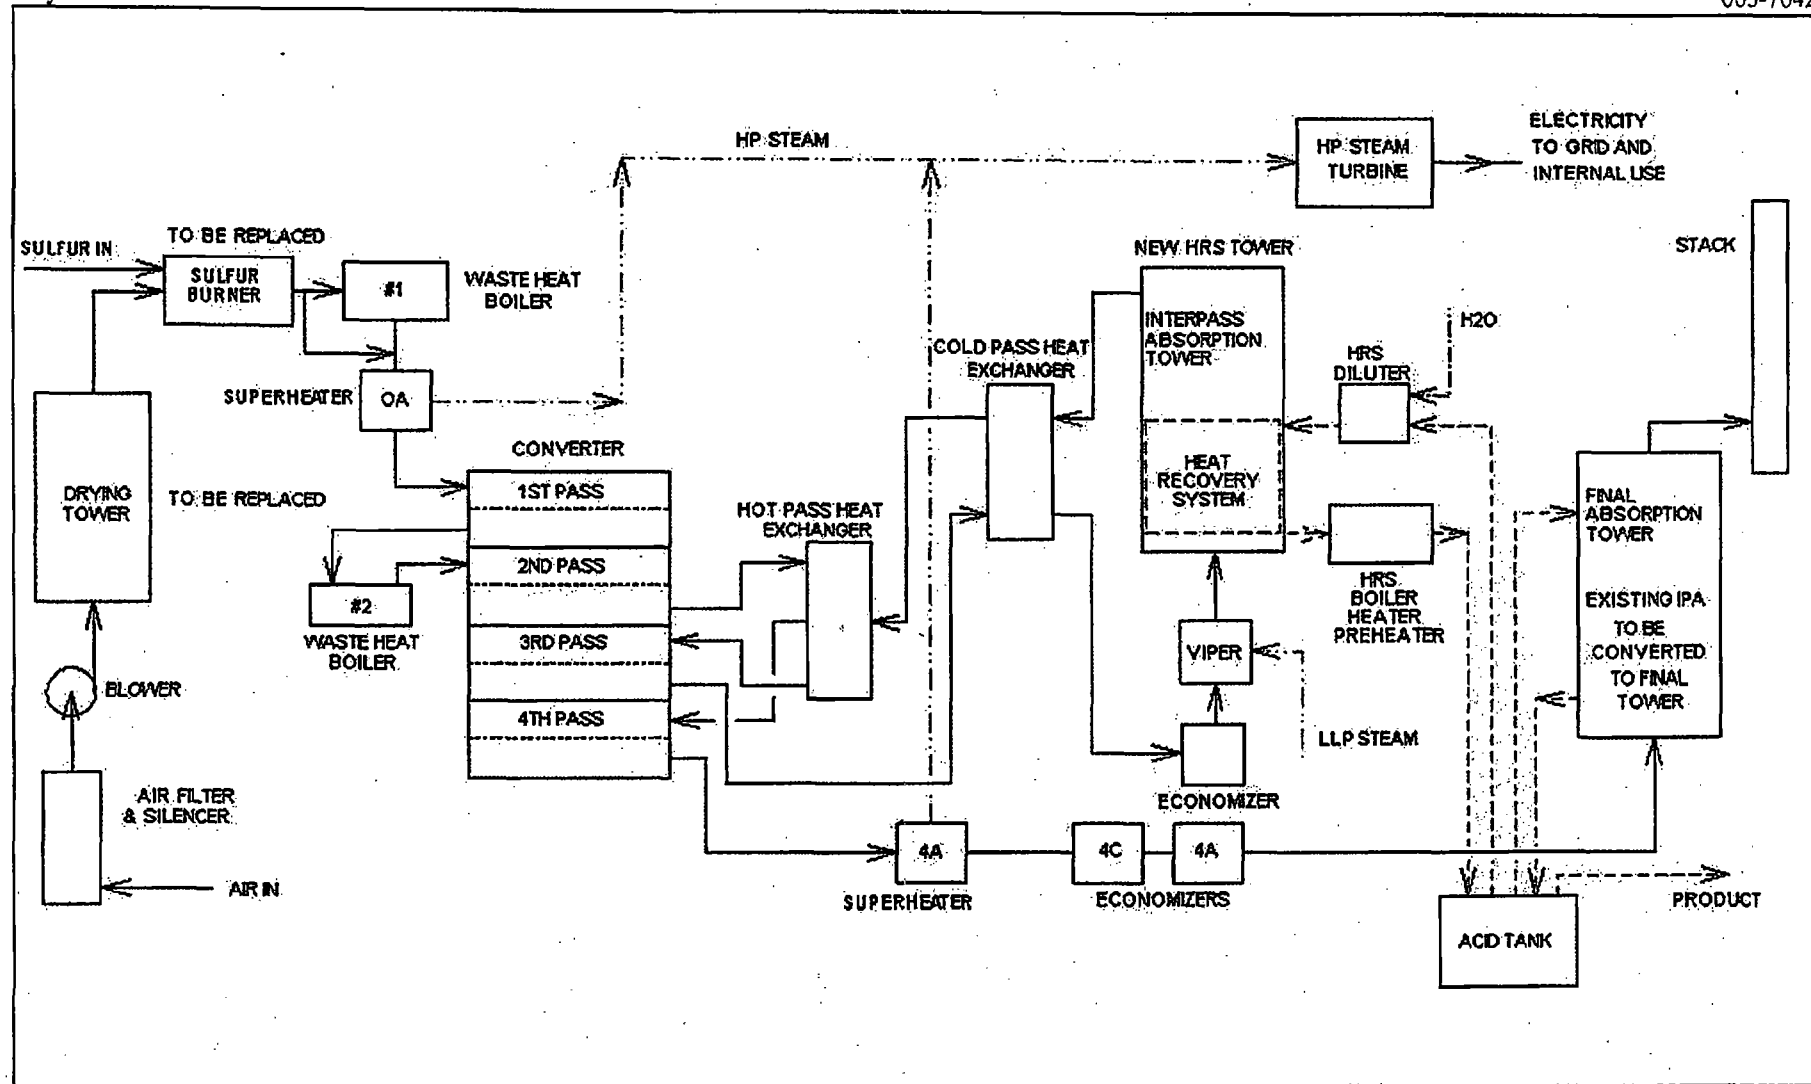 HP STEAM
HP STEAM
TURBINE
ELECTRICITY
TO GRID AND
INTERNAL USE
SULFUR IN
TO BE REPLACED
SULFUR
BURNER
#1
WASTE HEAT
BOILER
SUPERHEATER
OA
NEW HRS TOWER
INTERPASS
ABSORPTION
TOWER
HEAT
RECOVERY
SYSTEM
STACK
COLD PASS HEAT
EXCHANGER
H2O
HRS
DILUTER
DRYING
TOWER
TO BE REPLACED
CONVERTER
1ST PASS
2ND PASS
3RD PASS
4TH PASS
HOT PASS HEAT
EXCHANGER
#2
WASTE HEAT
BOILER
HRS
BOILER
HEATER
PREHEATER
FINAL
ABSORPTION
TOWER
EXISTING IPA
TO BE
CONVERTED
TO FINAL
TOWER
BLOWER
VIPER
LLP STEAM
ECONOMIZER
AIR FILTER
& SILENCER
AIR IN
4A
SUPERHEATER
4C
4A
ECONOMIZERS
PRODUCT
ACID TANK